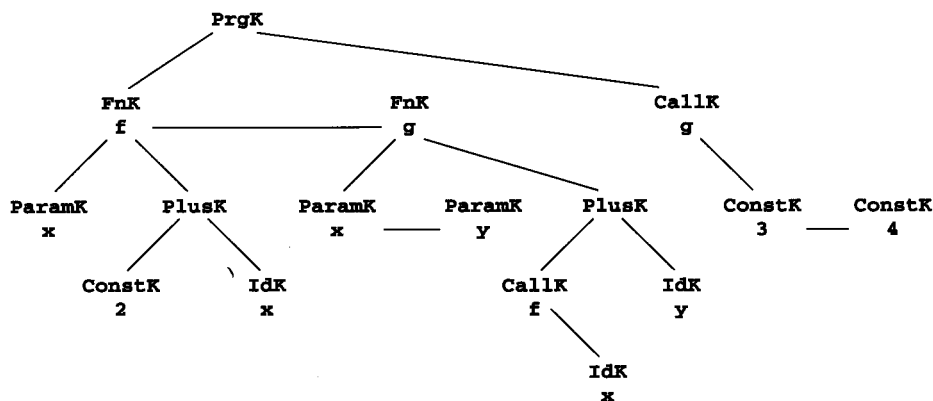 PrgK
FnK FnK CallK
f g g
ParamK PlusK ParamK ParamK PlusK ConstK ConstK
x x y 3 4
ConstK IdK CallK IdK
2 x f y
IdK
x